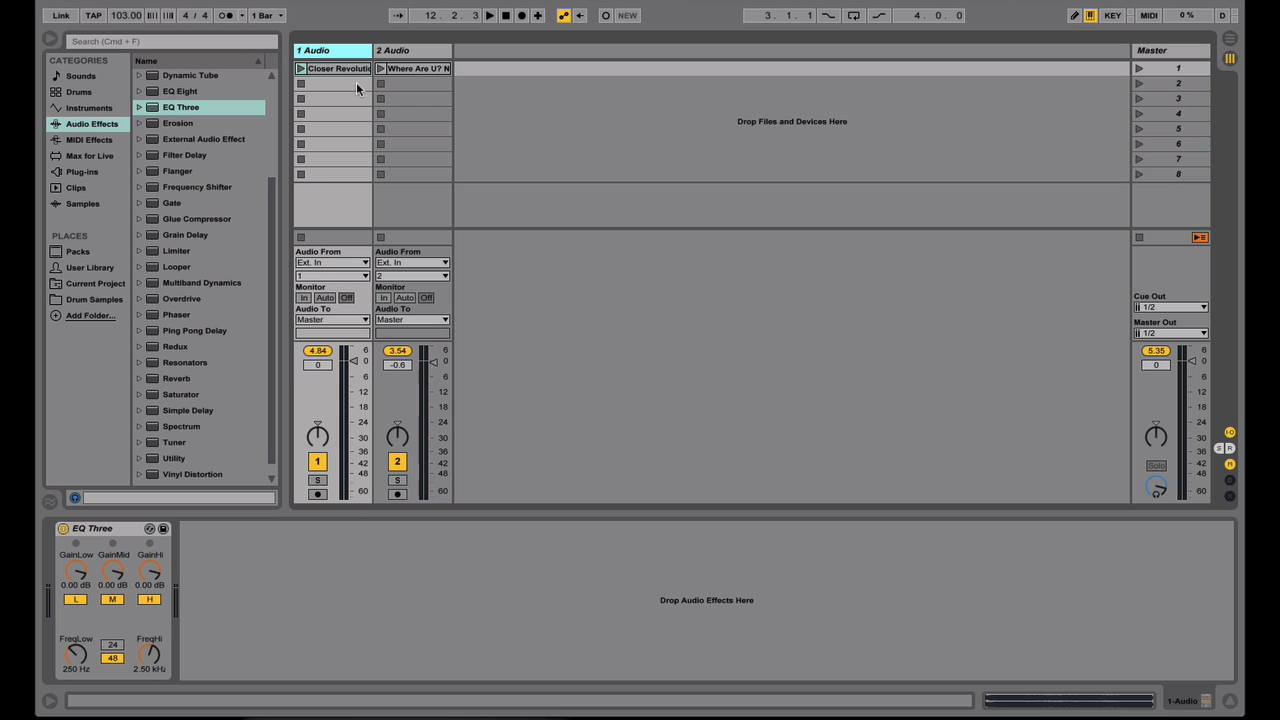 Link TAP 103.00 4 / 4 1 Bar 12. 2. 3 NEW 3. 1. 1 4. 0. 0 KEY MIDI 0 % D
Search (Cmd + F)
CATEGORIES
Sounds
Drums
Instruments
Audio Effects
MIDI Effects
Max for Live
Plug-ins
Clips
Samples
PLACES
Packs
User Library
Current Project
Drum Samples
Add Folder...
Name
Dynamic Tube
EQ Eight
EQ Three
Erosion
External Audio Effect
Filter Delay
Flanger
Frequency Shifter
Gate
Glue Compressor
Grain Delay
Limiter
Looper
Multiband Dynamics
Overdrive
Phaser
Ping Pong Delay
Redux
Resonators
Reverb
Saturator
Simple Delay
Spectrum
Tuner
Utility
Vinyl Distortion
1 Audio 2 Audio Master
Closer Revolutic Where Are U? N 1
2
3
4
5
6
7
8
Drop Files and Devices Here
Audio From Audio From
Ext. In Ext. In
1 2
Monitor Monitor
In Auto Off In Auto Off
Audio To Audio To
Master Master
Cue Out
1/2
Master Out
1/2
4.84 6 3.54 6 5.35 6
0 0 -0.6 0 0 0
6 6 6
12 12 12
18 18 18
24 24 24
30 30 30
36 36 36
1 42 2 42 Solo 42
S 48 S 48 48
60 60 60
I-O
S R
M
D
X
EQ Three
GainLow GainMid GainHi
0.00 dB 0.00 dB 0.00 dB
L M H
FreqLow 24 FreqHi
250 Hz 48 2.50 kHz
Drop Audio Effects Here
1-Audio